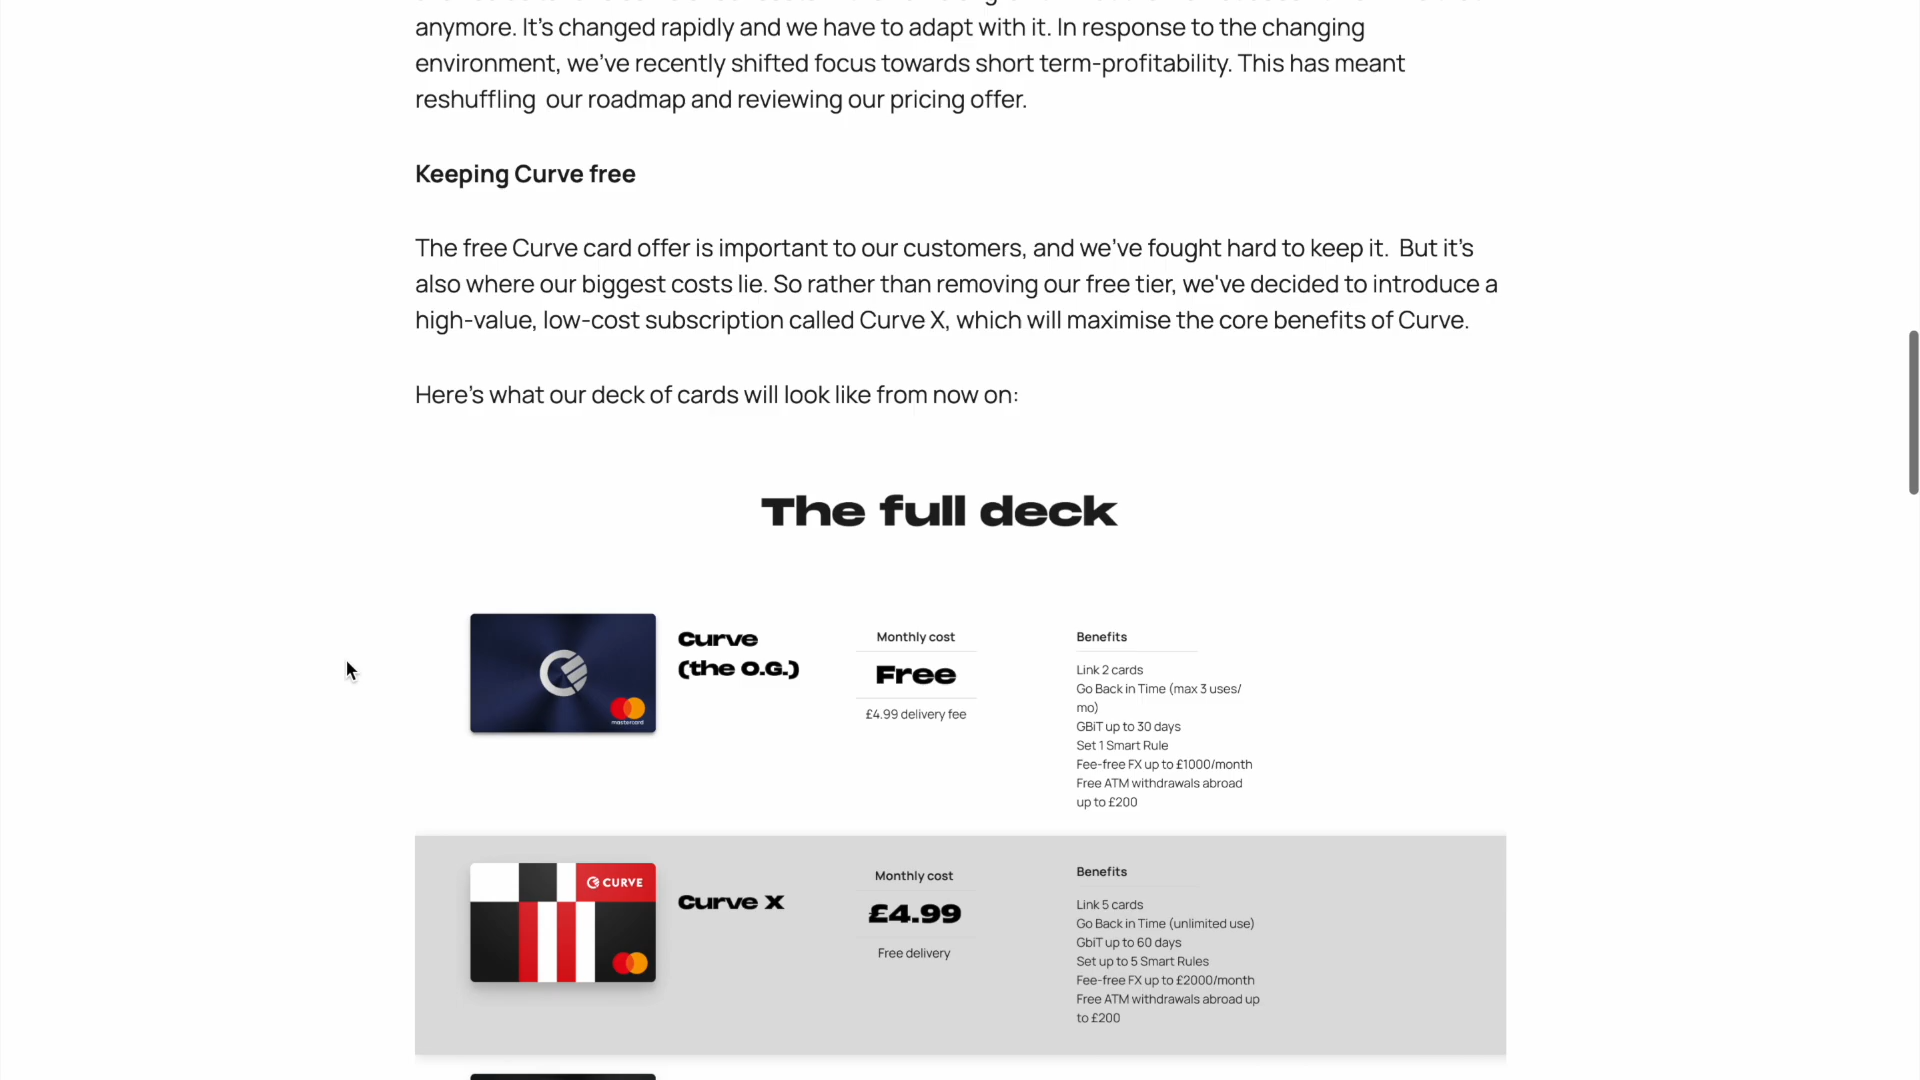 anymore. It's changed rapidly and we have to adapt with it. In response to the changing
environment, we've recently shifted focus towards short term-profitability. This has meant
reshuffling  our roadmap and reviewing our pricing offer.
Keeping Curve free
The free Curve card offer is important to our customers, and we've fought hard to keep it.  But it's
also where our biggest costs lie. So rather than removing our free tier, we've decided to introduce a
high-value, low-cost subscription called Curve X, which will maximise the core benefits of Curve.
Here's what our deck of cards will look like from now on:
The full deck
mastercard
Curve
(the O.G.)
Monthly cost
Free
£4.99 delivery fee
Benefits
Link 2 cards
Go Back in Time (max 3 uses/
mo)
GBiT up to 30 days
Set 1 Smart Rule
Fee-free FX up to £1000/month
Free ATM withdrawals abroad
up to £200
CURVE
Curve X
Monthly cost
£4.99
Free delivery
Benefits
Link 5 cards
Go Back in Time (unlimited use)
GbiT up to 60 days
Set up to 5 Smart Rules
Fee-free FX up to £2000/month
Free ATM withdrawals abroad up
to £200